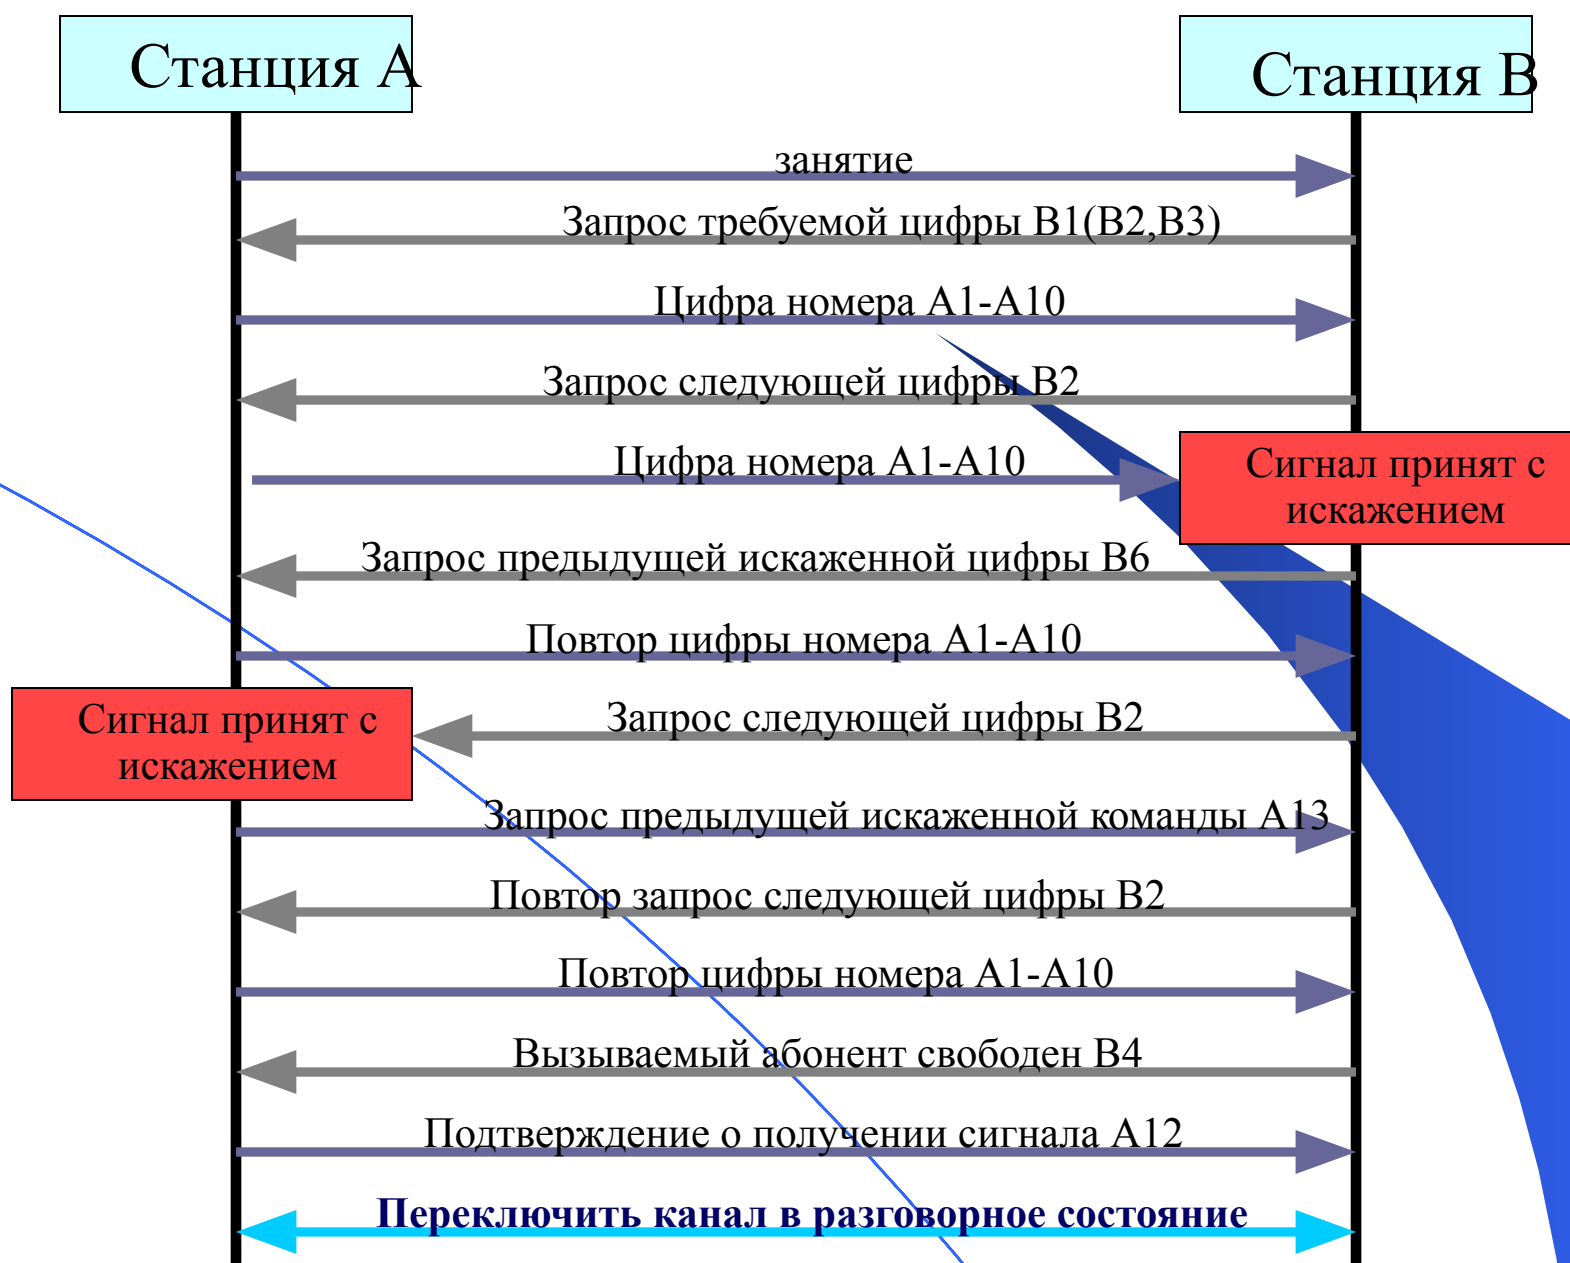 Станция А
Станция В
занятие
Запрос требуемой цифры В1(В2,В3)
Цифра номера А1-А10
Запрос следующей цифры В2
Цифра номера А1-А10
Сигнал принят с
искажением
Запрос предыдущей искаженной цифры В6
Повтор цифры номера А1-А10
Запрос следующей цифры В2
Сигнал принят с
искажением
Запрос предыдущей искаженной команды А13
Повтор запрос следующей цифры В2
Повтор цифры номера А1-А10
Вызываемый абонент свободен В4
Подтверждение о получении сигнала А12
Переключить канал в разговорное состояние